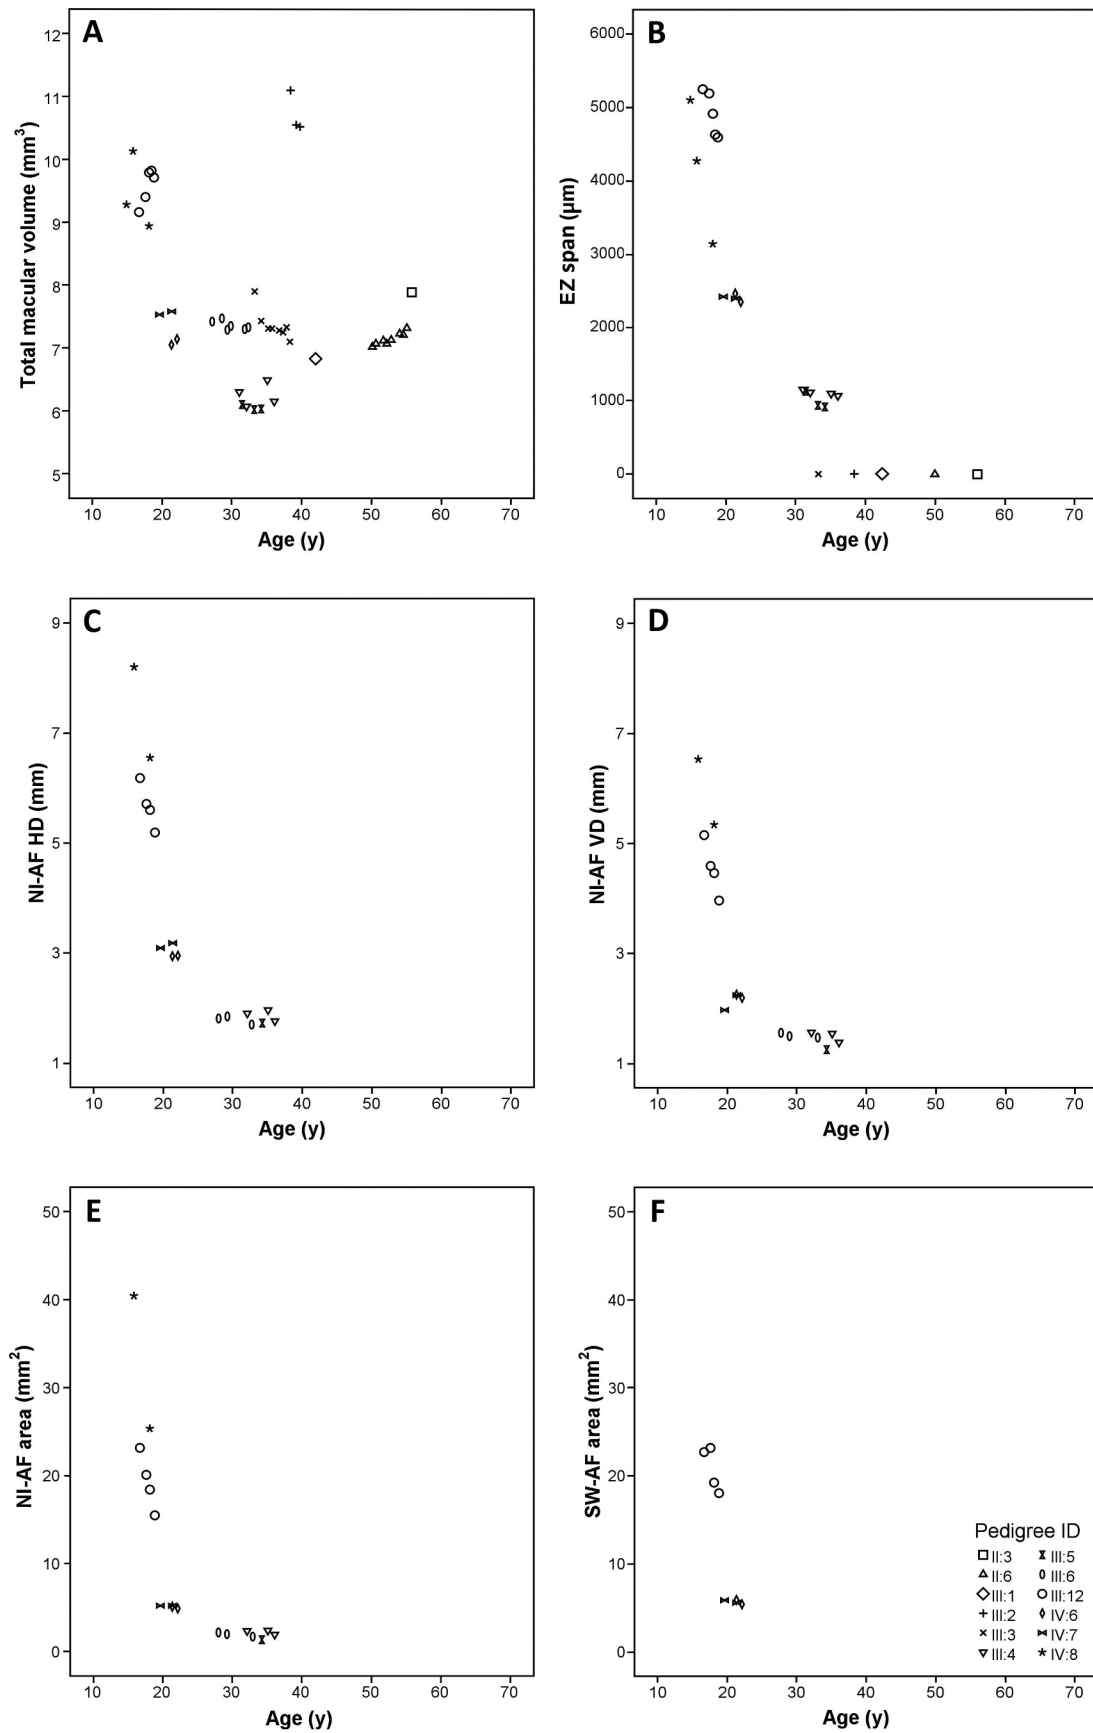 A
Total macular volume (mm³)
12
11
10
9
8
7
6
5
10 20 30 40 50 60 70
Age (y)
B
EZ span (µm)
6000
5000
4000
3000
2000
1000
0
10 20 30 40 50 60 70
Age (y)
C
NI-AF HD (mm)
9
7
5
3
1
10 20 30 40 50 60 70
Age (y)
D
NI-AF VD (mm)
9
7
5
3
1
10 20 30 40 50 60 70
Age (y)
E
NI-AF area (mm²)
50
40
30
20
10
0
10 20 30 40 50 60 70
Age (y)
F
SW-AF area (mm²)
50
40
30
20
10
0
10 20 30 40 50 60 70
Age (y)
Pedigree ID
II:3 III:5
II:6 III:6
III:1 III:12
III:2 IV:6
III:3 IV:7
III:4 IV:8